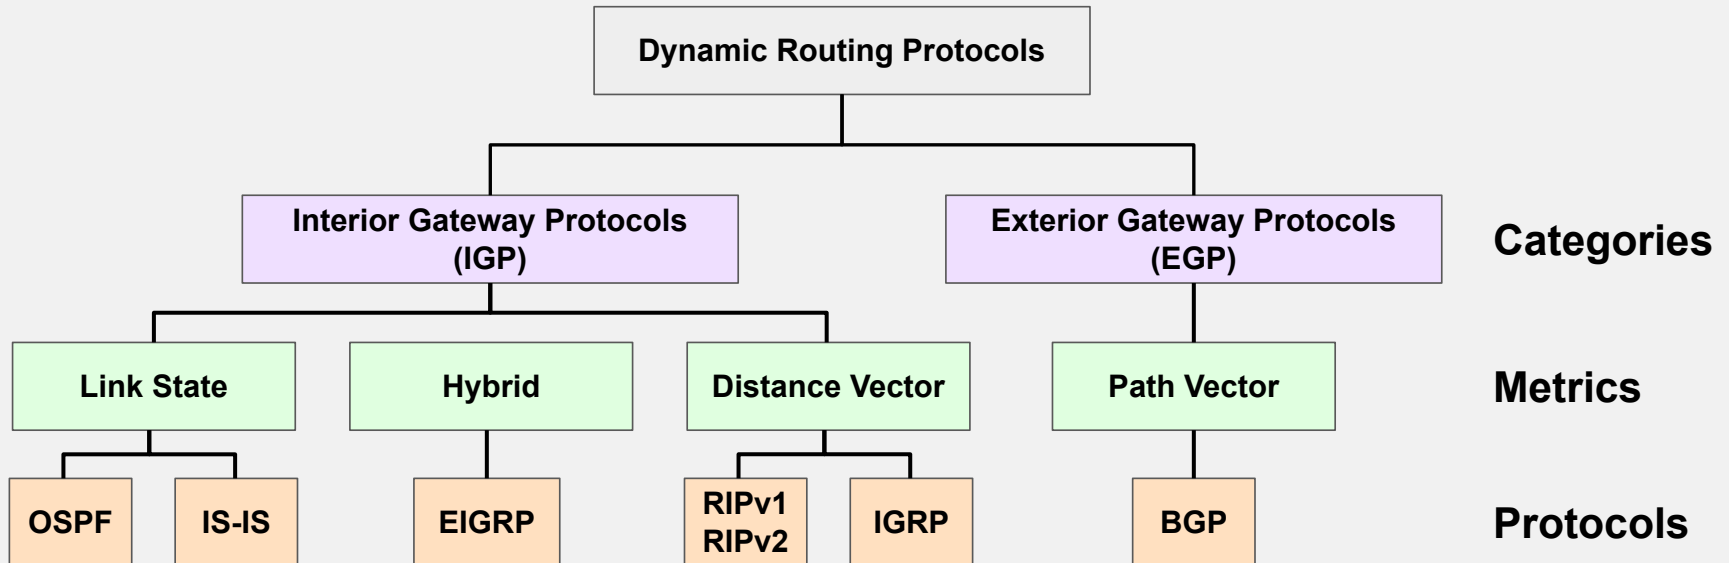 Dynamic Routing Protocols
Interior Gateway Protocols
(IGP)
Exterior Gateway Protocols
(EGP)
Categories
Link State
Hybrid
Distance Vector
Path Vector
Metrics
OSPF
IS-IS
EIGRP
RIPv1
RIPv2
IGRP
BGP
Protocols